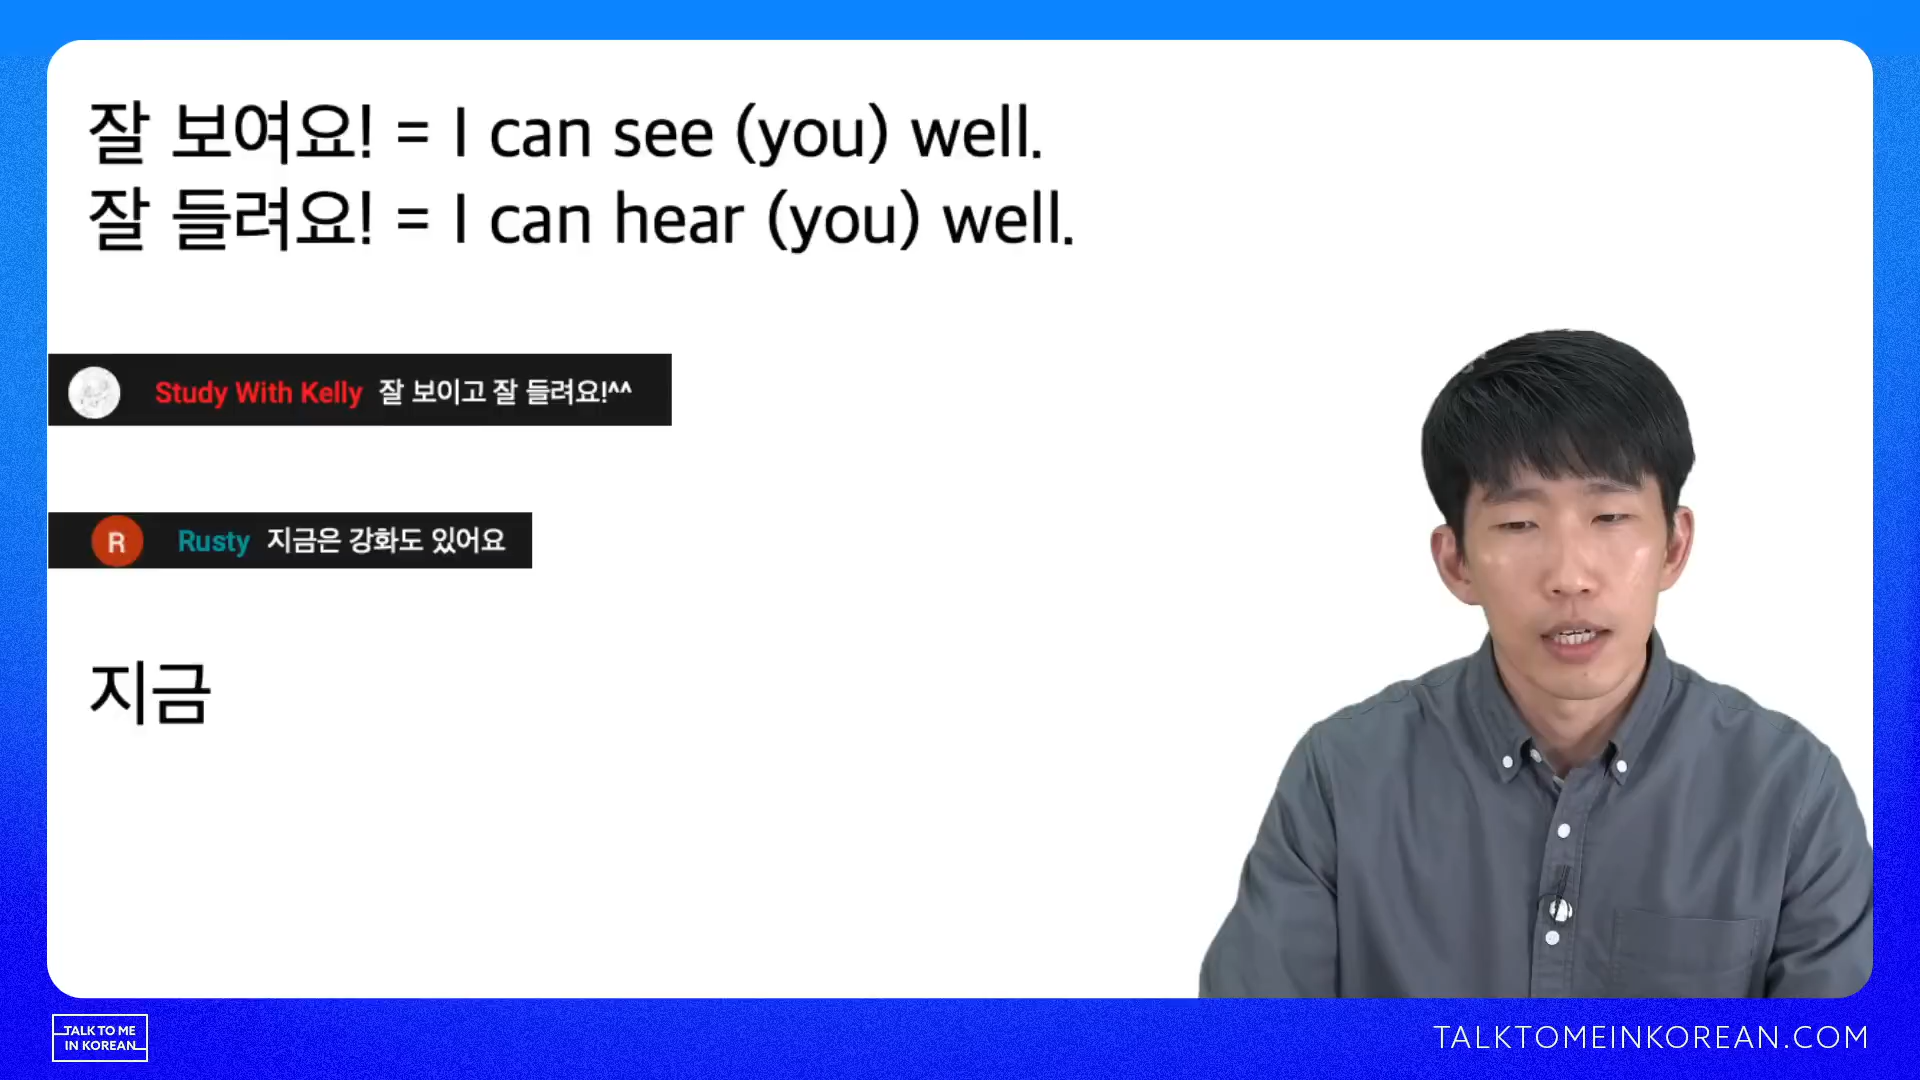 잘 보여요! = I can see (you) well.
잘 들려요! = I can hear (you) well.
Study With Kelly 잘 보이고 잘 들려요!^^
R Rusty 지금은 강화도 있어요
지금
TALK TO ME
IN KOREAN
TALKTOMEINKOREAN.COM